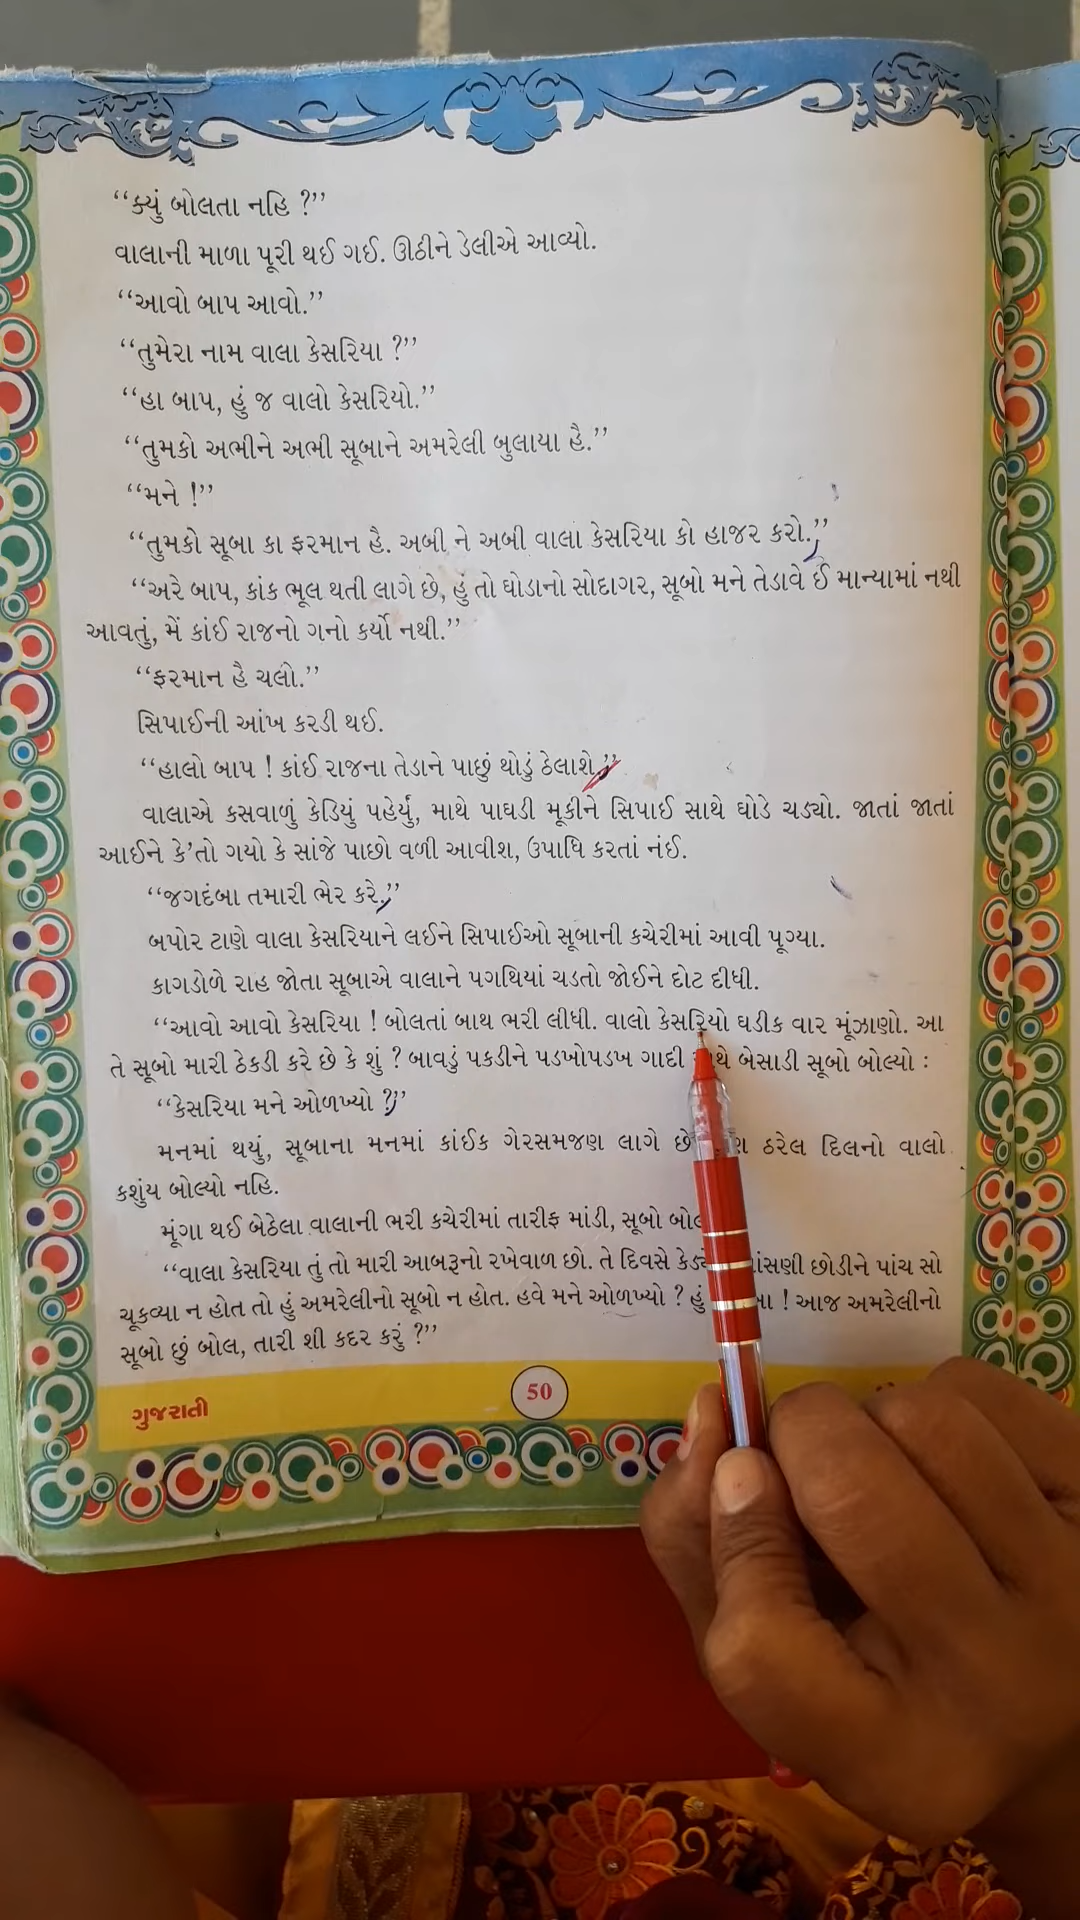 “ક્યું બોલતા નહિ ?”
વાલાની માળા પૂરી થઈ ગઈ. ઊઠીને ડેલીએ આવ્યો.
“આવો બાપ આવો.”
“તુમેરા નામ વાલા કેસરિયા ?”
“હા બાપ, હું જ વાલો કેસરિયો.”
“તુમકો અભીને અભી સૂબાને અમરેલી બુલાયા હૈ.”
“મને !”
“તુમકો સૂબા કા ફરમાન હૈ. અબી ને અબી વાલા કેસરિયા કો હાજર કરો.”
“અરે બાપ, કાંક ભૂલ થતી લાગે છે, હું તો ઘોડાનો સોદાગર, સૂબો મને તેડાવે ઈ માન્યામાં નથી
આવતું, મેં કાંઈ રાજનો ગનો કર્યો નથી.”
“ફરમાન હૈ ચલો.”
સિપાઈની આંખ કરડી થઈ.
“હાલો બાપ ! કાંઈ રાજના તેડાને પાછું થોડું ઠેલાશે.”
વાલાએ કસવાળું કેડિયું પહેર્યું, માથે પાઘડી મૂકીને સિપાઈ સાથે ઘોડે ચડ્યો. જાતાં જાતાં
આઈને કે’તો ગયો કે સાંજે પાછો વળી આવીશ, ઉપાધિ કરતાં નંઈ.
“જગદંબા તમારી ભેર કરે.”
બપોર ટાણે વાલા કેસરિયાને લઈને સિપાઈઓ સૂબાની કચેરીમાં આવી પૂગ્યા.
કાગડોળે રાહ જોતા સૂબાએ વાલાને પગથિયાં ચડતો જોઈને દોટ દીધી.
“આવો આવો કેસરિયા ! બોલતાં બાથ ભરી લીધી. વાલો કેસરિયો ઘડીક વાર મૂંઝાણો. આ
તે સૂબો મારી ઠેકડી કરે છે કે શું ? બાવડું પકડીને પડખોપડખ ગાદી બેસાડી સૂબો બોલ્યો :
“કેસરિયા મને ઓળખ્યો ?”
મનમાં થયું, સૂબાના મનમાં કાંઈક ગેરસમજણ લાગે છે ઠરેલ દિલનો વાલો
કશુંય બોલ્યો નહિ.
મૂંગા થઈ બેઠેલા વાલાની ભરી કચેરીમાં તારીફ માંડી, સૂબો
“વાલા કેસરિયા તું તો મારી આબરૂનો રખેવાળ છો. તે દિવસે છોડીને પાંચ સો
ચૂકવ્યા ન હોત તો હું અમરેલીનો સૂબો ન હોત. હવે મને ઓળખ્યો ? હું ! આજ અમરેલીનો
સૂબો છું બોલ, તારી શી કદર કરું ?”
ગુજરાતી
50